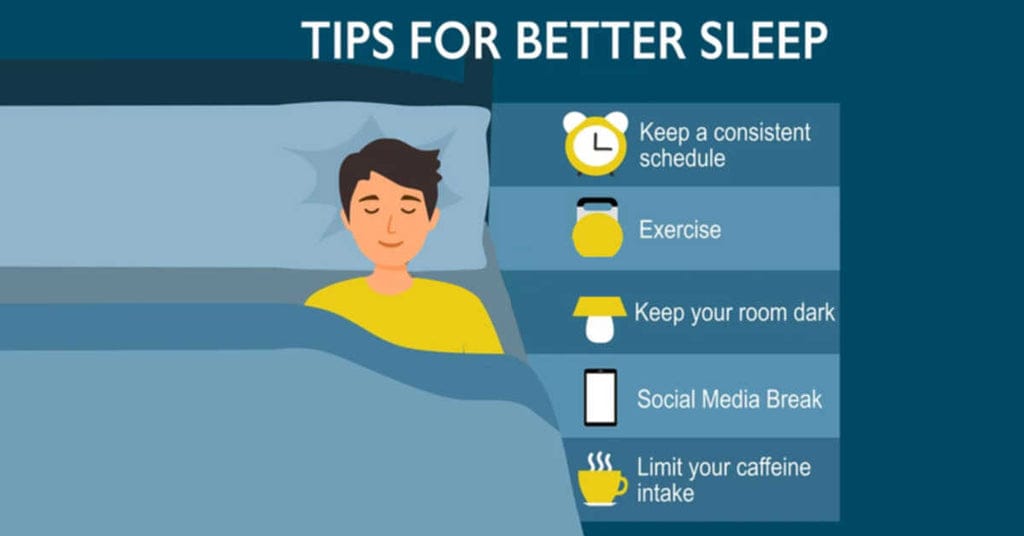 TIPS FOR BETTER SLEEP
Keep a consistent
schedule
Exercise
Keep your room dark
Social Media Break
Limit your caffeine
intake